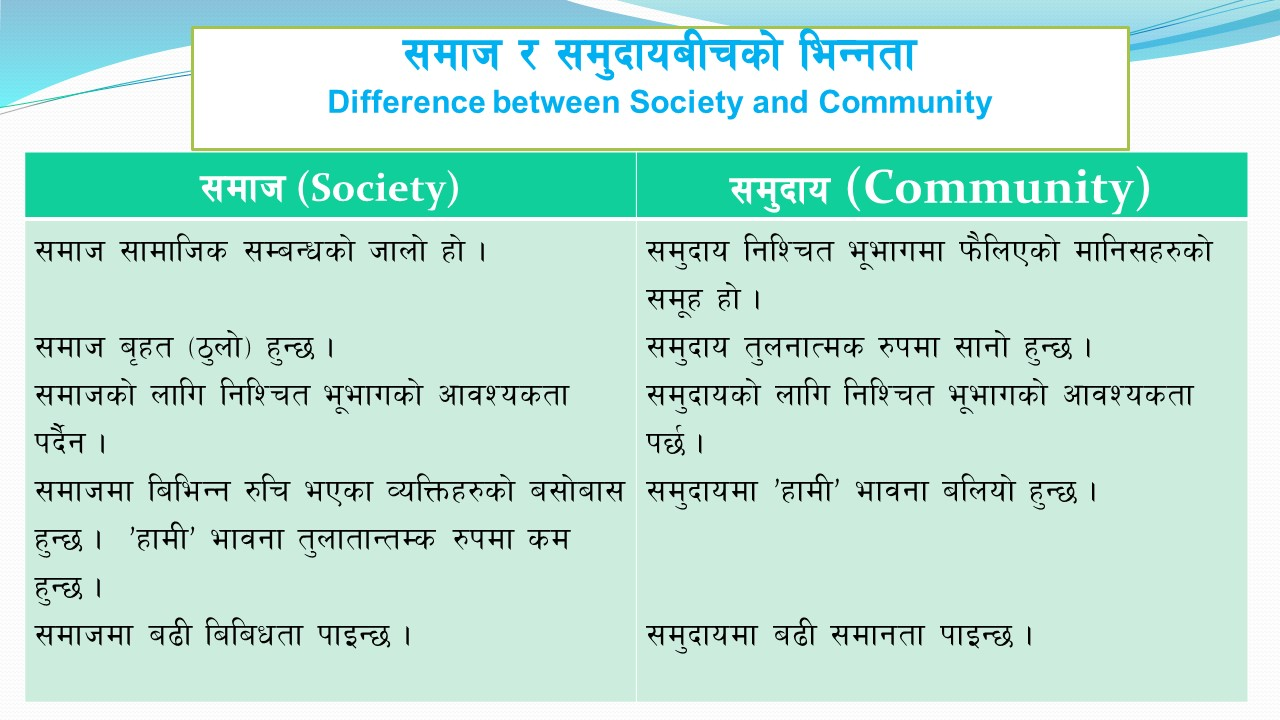 समाज र समुदायबीचको भिन्नता
Difference between Society and Community
समाज (Society)
समुदाय (Community)
समाज सामाजिक सम्बन्धको जालो हो ।
समाज बृहत (ठुलो) हुन्छ ।
समाजको लागि निश्चित भूभागको आवश्यकता
पर्दैन ।
समाजमा बिभिन्न रुचि भएका व्यक्तिहरुको बसोबास
हुन्छ । ’हामी’ भावना तुलातान्तम्क रुपमा कम
हुन्छ ।
समाजमा बढी बिबिधता पाइन्छ ।
समुदाय निश्चित भूभागमा फैलिएको मानिसहरुको
समूह हो ।
समुदाय तुलनात्मक रुपमा सानो हुन्छ ।
समुदायको लागि निश्चित भूभागको आवश्यकता
पर्छ ।
समुदायमा ’हामी’ भावना बलियो हुन्छ ।
समुदायमा बढी समानता पाइन्छ ।